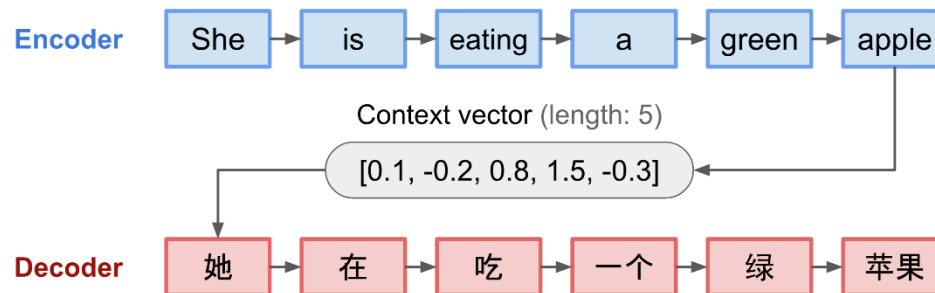 Encoder She is eating a green apple
Context vector (length: 5)
[0.1, -0.2, 0.8, 1.5, -0.3]
Decoder 她 在 吃 一个 绿 苹果